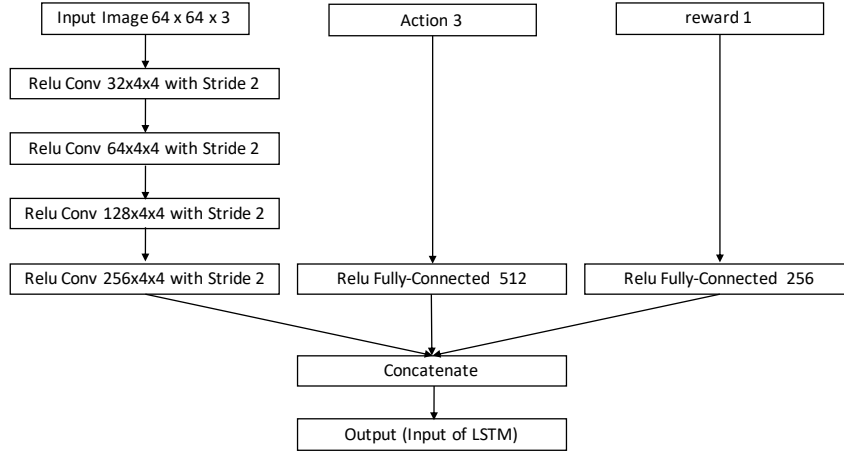 Input Image 64 x 64 x 3
Action 3
reward 1
Relu Conv 32x4x4 with Stride 2
Relu Conv 64x4x4 with Stride 2
Relu Conv 128x4x4 with Stride 2
Relu Conv 256x4x4 with Stride 2
Relu Fully-Connected 512
Relu Fully-Connected 256
Concatenate
Output (Input of LSTM)